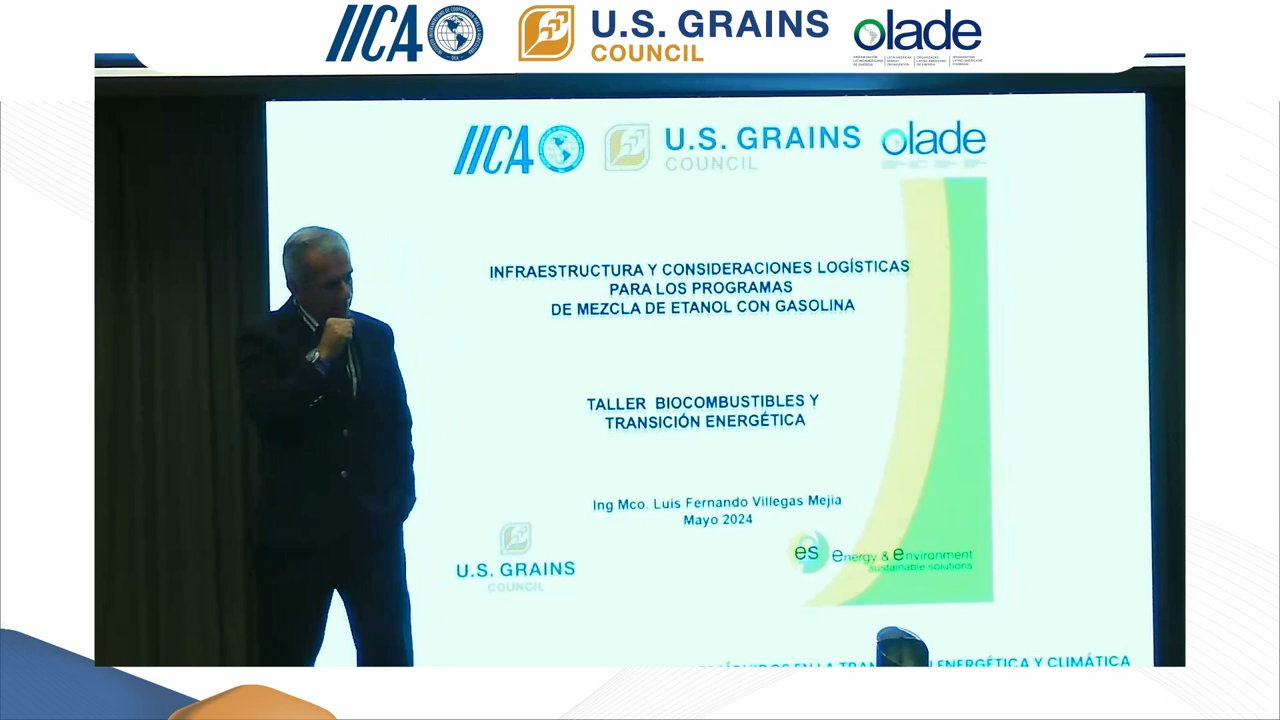 IICA
U.S. GRAINS
COUNCIL
olade
IICA
U.S. GRAINS
COUNCIL
olade
INFRAESTRUCTURA Y CONSIDERACIONES LOGÍSTICAS
PARA LOS PROGRAMAS
DE MEZCLA DE ETANOL CON GASOLINA
TALLER BIOCOMBUSTIBLES Y
TRANSICIÓN ENERGÉTICA
Ing Mco. Luis Fernando Villegas Mejia
Mayo 2024
U.S. GRAINS
COUNCIL
es energy & environment
sustainable solutions
EN LA ENERGÉTICA Y CLIMÁTICA